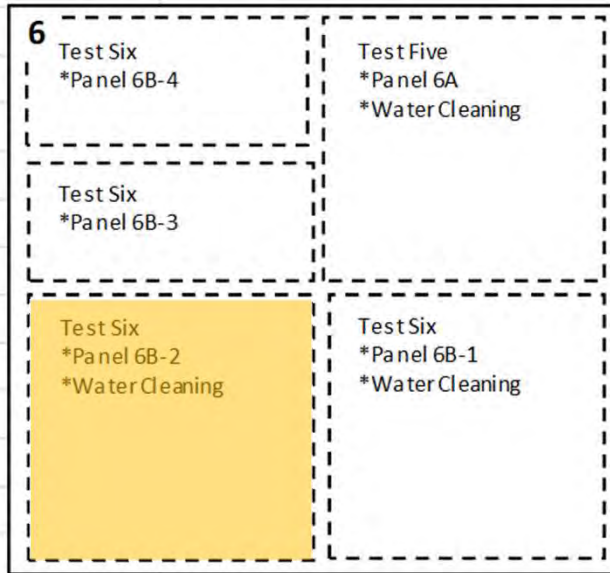 6
Test Six
*Panel 6B-4
Test Five
*Panel 6A
*Water Cleaning
Test Six
*Panel 6B-3
Test Six
*Panel 6B-2
*Water Cleaning
Test Six
*Panel 6B-1
*Water Cleaning